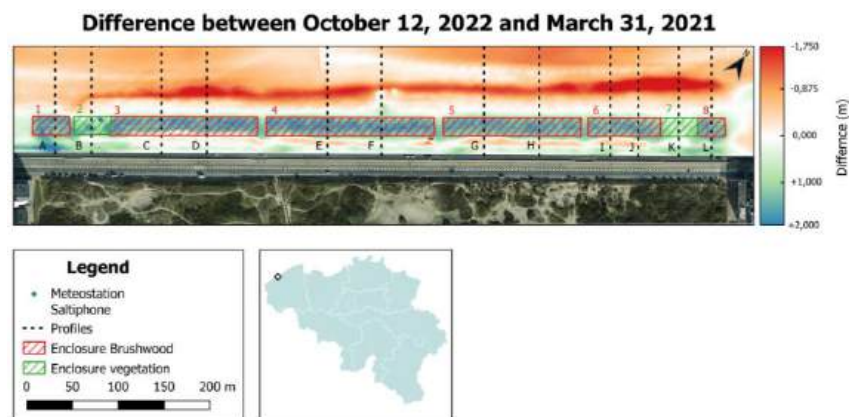 Difference between October 12, 2022 and March 31, 2021
N
1 2 3 4 5 6 7 8
A B C D E F G H I J K L
-1,750
-0,875
0,000
+1,000
+2,000
Differnce (m)
Legend
Meteostation
Saltiphone
Profiles
Enclosure Brushwood
Enclosure vegetation
0 50 100 150 200 m